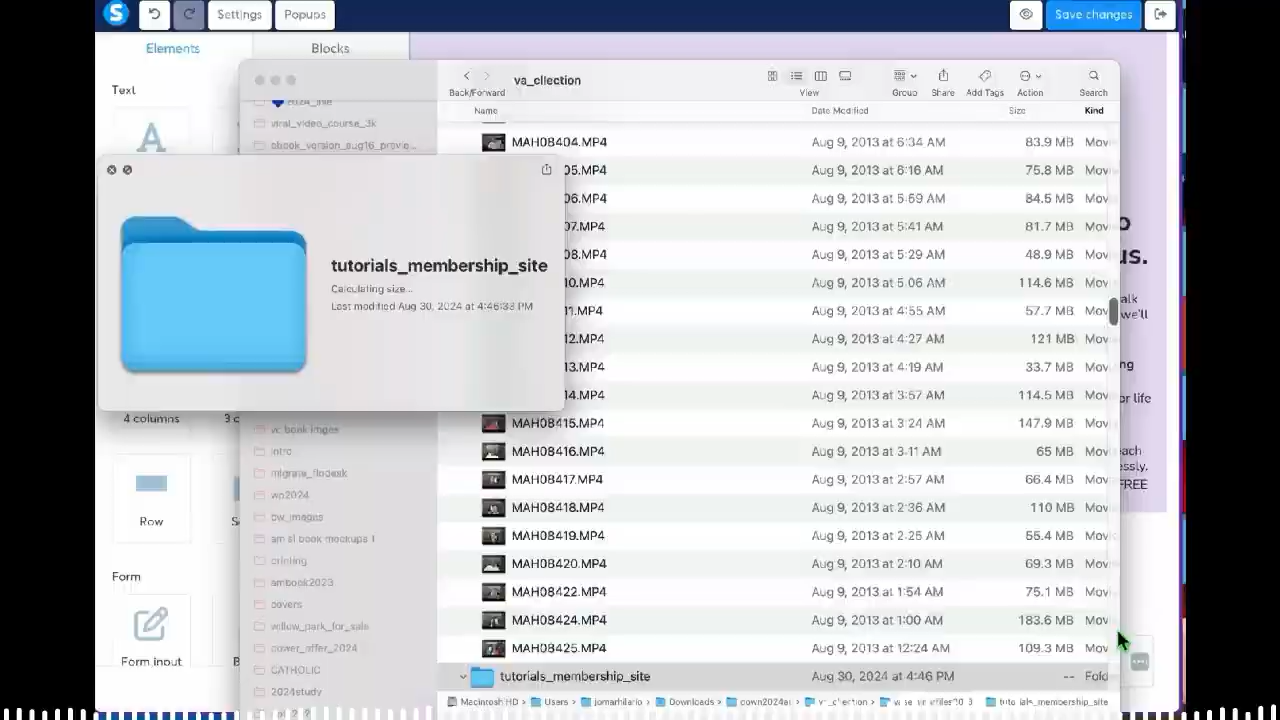 Settings
Popups
Save changes
Elements
Blocks
Text
Back/Forward
va_cllection
View
Group
Share
Add Tags
Action
Search
Name
Date Modified
Size
Kind
viral_video_course_3k
MAH08404.MP4 Aug 9, 2013 at 6:34 AM 83.9 MB Mov
05.MP4 Aug 9, 2013 at 6:16 AM 75.8 MB Mov
06.MP4 Aug 9, 2013 at 5:59 AM 84.5 MB Mov
07.MP4 Aug 9, 2013 at 5:41 AM 81.7 MB Mov
08.MP4 Aug 9, 2013 at 5:29 AM 48.9 MB Mov
10.MP4 Aug 9, 2013 at 5:06 AM 114.6 MB Mov
11.MP4 Aug 9, 2013 at 4:55 AM 57.7 MB Mov
12.MP4 Aug 9, 2013 at 4:27 AM 121 MB Mov
13.MP4 Aug 9, 2013 at 4:19 AM 33.7 MB Mov
14.MP4 Aug 9, 2013 at 3:57 AM 114.5 MB Mov
tutorials_membership_site
Calculating size...
Last modified Aug 30, 2024 at 4:46:33 PM
us.
alk
we'll
ng
or life
each
ssly.
FREE
4 columns
MAH08415.MP4 Aug 9, 2013 at 3:24 AM 147.9 MB Mov
MAH08416.MP4 Aug 9, 2013 at AM 65 MB Mov
MAH08417.MP4 Aug 9, 2013 at 2:57 AM 66.4 MB Mov
MAH08418.MP4 Aug 9, 2013 at 2:36 AM 110 MB Mov
MAH08419.MP4 Aug 9, 2013 at 2:25 AM 55.4 MB Mov
MAH08420.MP4 Aug 9, 2013 at 2:10 AM 69.3 MB Mov
MAH08422.MP4 Aug 9, 2013 at 1:54 AM 75.1 MB Mov
MAH08424.MP4 Aug 9, 2013 at 1:00 AM 183.6 MB Mov
MAH08425.MP4 Aug 9, 2013 at 12:24 AM 109.3 MB Mov
tutorials_membership_site Aug 30, 2024 at 4:46 PM -- Fold
intro
wo2024
ambook2023
covers
CATHOLIC
2024study
Row
Form
Form input
Macintosh HD
Users
jomarhilario
Downloads